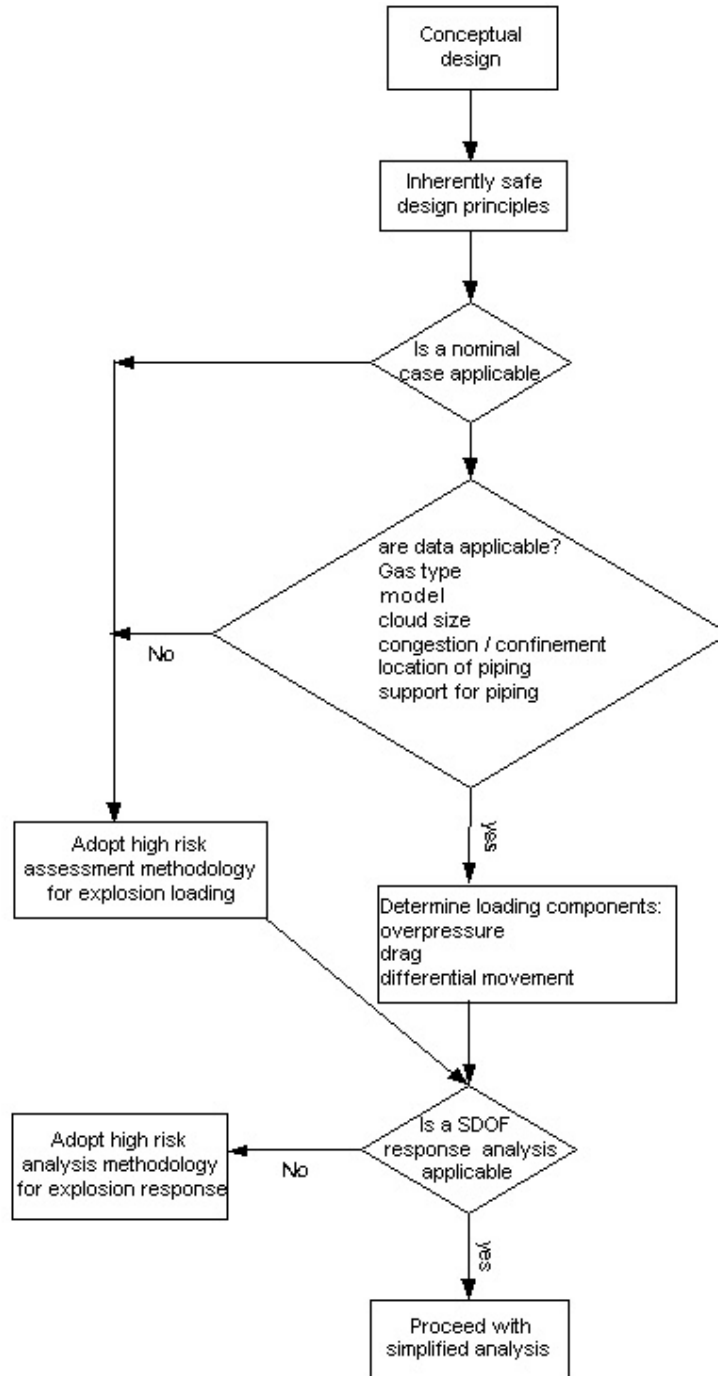 Conceptual
design
Inherently safe
design principles
Is a nominal
case applicable
are data applicable?
Gas type
model
cloud size
congestion / confinement
location of piping
support for piping
No
yes
Adopt high risk
assessment methodology
for explosion loading
Determine loading components:
overpressure
drag
differential movement
Is a SDOF
response analysis
applicable
No
Adopt high risk
analysis methodology
for explosion response
yes
Proceed with
simplified analysis